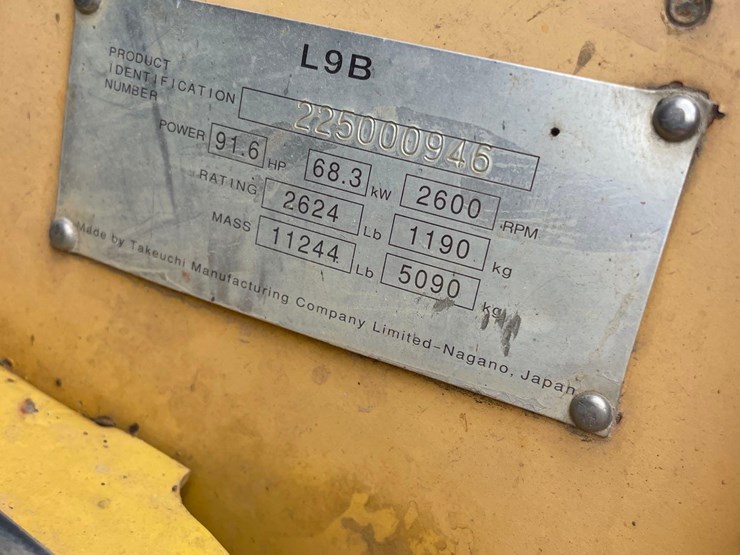 L9B
PRODUCT
IDENTIFICATION
NUMBER
225000946
POWER 91.6 HP 68.3 kW 2600 RPM
RATING 2624 Lb 1190 kg
MASS 11244 Lb 5090 kg
Made by Takeuchi Manufacturing Company Limited-Nagano, Japan